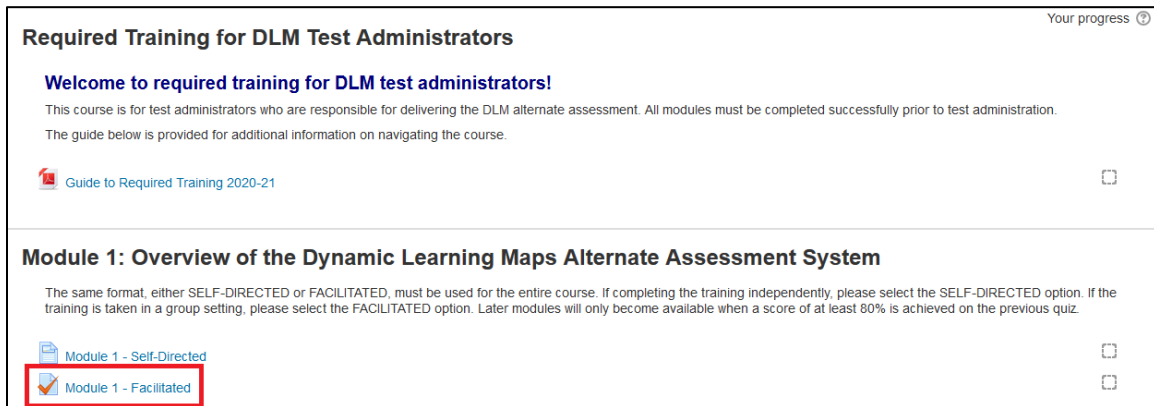 Your progress
Required Training for DLM Test Administrators
Welcome to required training for DLM test administrators!
This course is for test administrators who are responsible for delivering the DLM alternate assessment. All modules must be completed successfully prior to test administration.
The guide below is provided for additional information on navigating the course.
Guide to Required Training 2020-21
Module 1: Overview of the Dynamic Learning Maps Alternate Assessment System
The same format, either SELF-DIRECTED or FACILITATED, must be used for the entire course. If completing the training independently, please select the SELF-DIRECTED option. If the
training is taken in a group setting, please select the FACILITATED option. Later modules will only become available when a score of at least 80% is achieved on the previous quiz.
Module 1 - Self-Directed
Module 1 - Facilitated